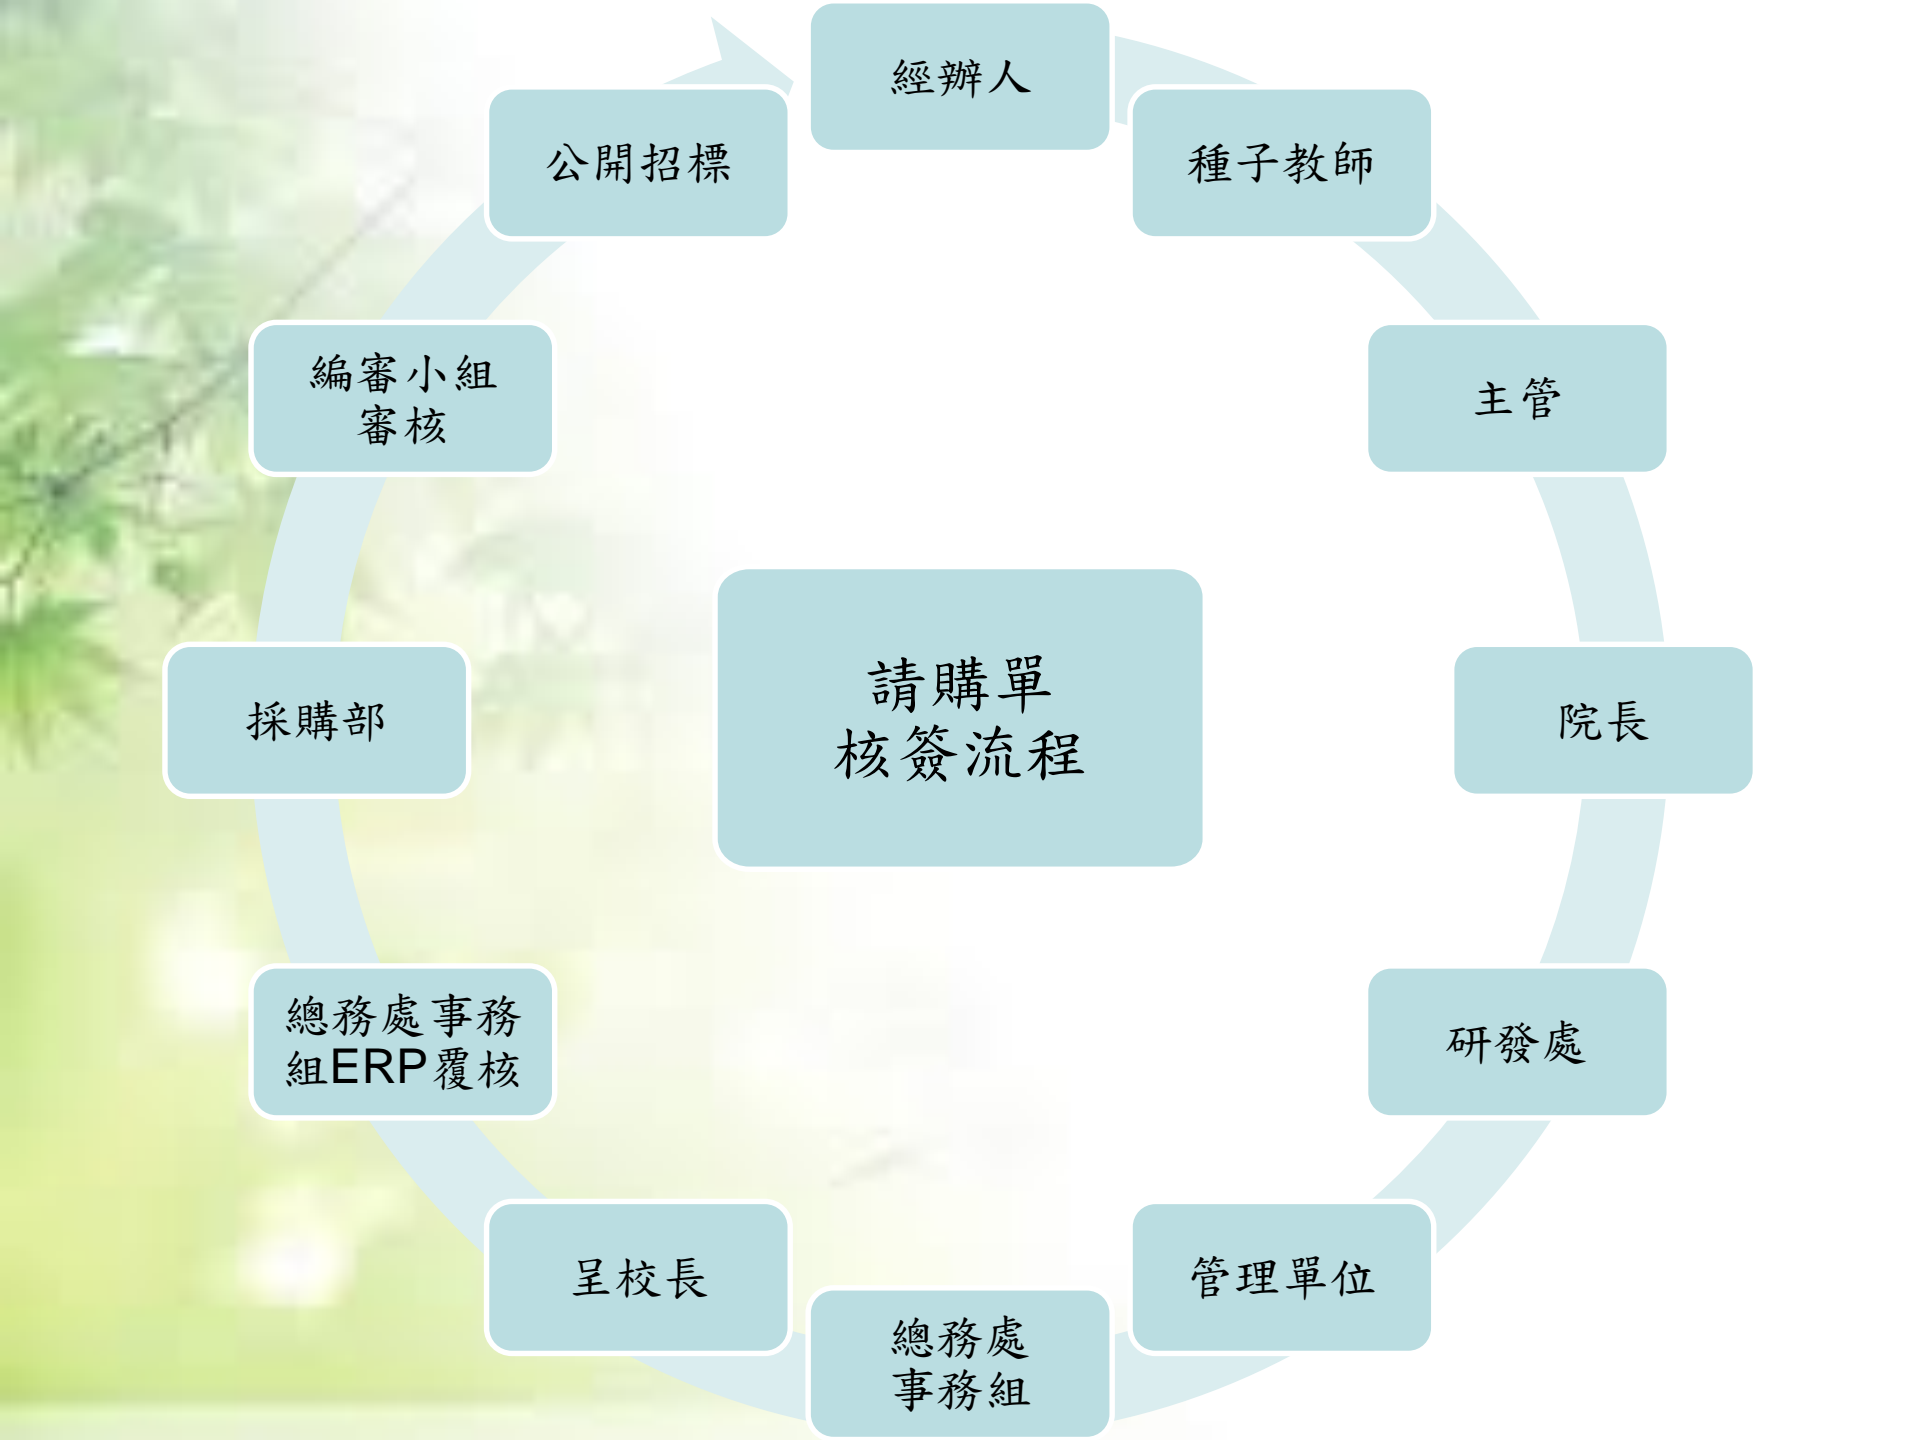 經辦人
種子教師
主管
院長
研發處
管理單位
總務處
事務組
呈校長
總務處事務
組ERP覆核
採購部
編審小組
審核
公開招標
請購單
核簽流程